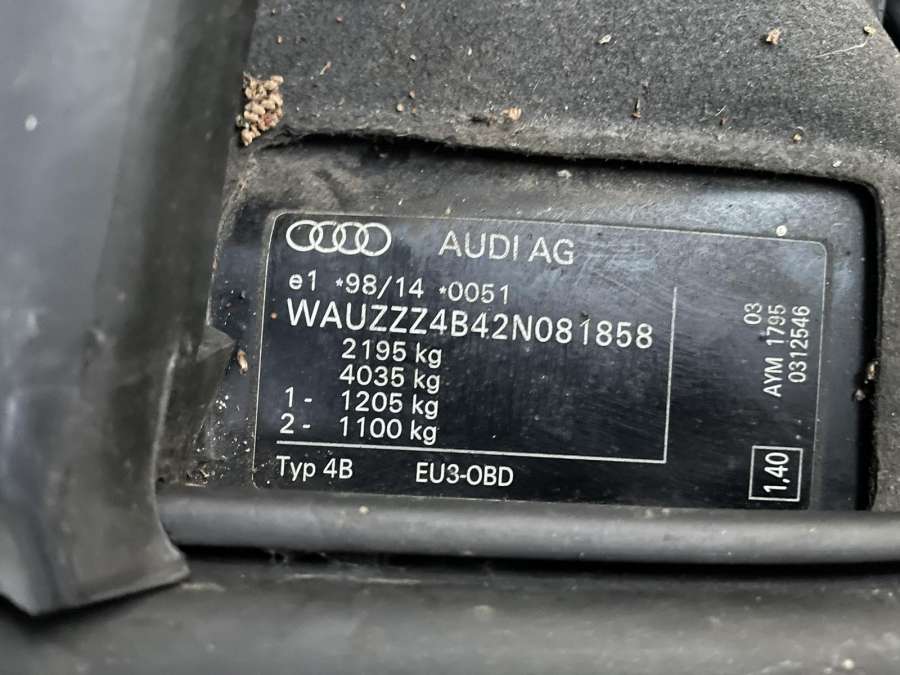 AUDI AG
e1 *98/14 *0051
WAUZZZ4B42N081858
2195 kg
4035 kg
1- 1205 kg
2- 1100 kg
Typ 4B EU3-OBD
03
AYM 1795
0312546
1,40